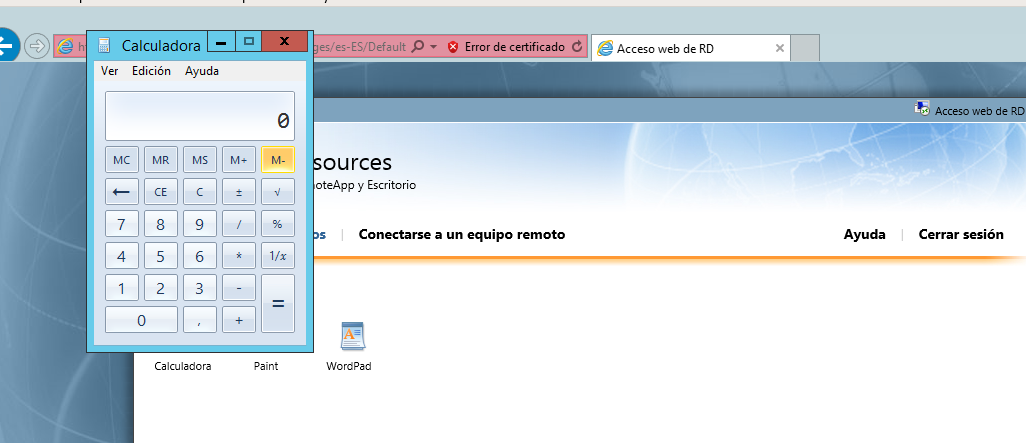 Calculadora
ges/es-ES/Default
Error de certificado
Acceso web de RD
Ver Edición Ayuda
0
Acceso web de RD
MC MR MS M+ M-
sources
← CE C ± √
moteApp y Escritorio
7 8 9 / %
os | Conectarse a un equipo remoto
Ayuda | Cerrar sesión
4 5 6 * 1/x
1 2 3 - =
0 , +
Calculadora Paint WordPad